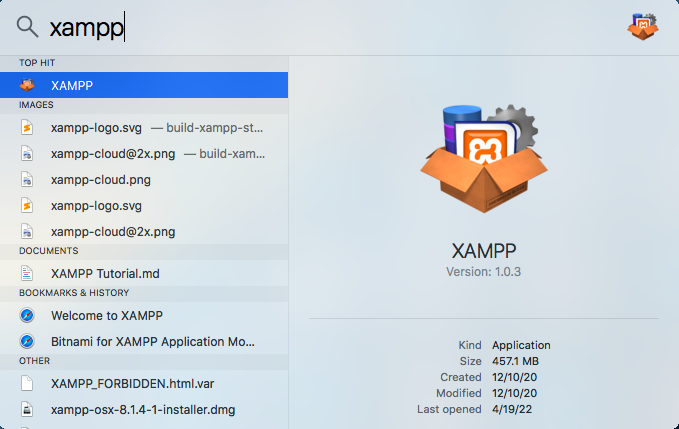 xampp
TOP HIT
XAMPP
IMAGES
xampp-logo.svg — build-xampp-st...
xampp-cloud@2x.png — build-xam...
xampp-cloud.png
xampp-logo.svg
xampp-cloud@2x.png
DOCUMENTS
XAMPP Tutorial.md
BOOKMARKS & HISTORY
Welcome to XAMPP
Bitnami for XAMPP Application Mo...
OTHER
XAMPP_FORBIDDEN.html.var
xampp-osx-8.1.4-1-installer.dmg
XAMPP
Version: 1.0.3
Kind Application
Size 457.1 MB
Created 12/10/20
Modified 12/10/20
Last opened 4/19/22